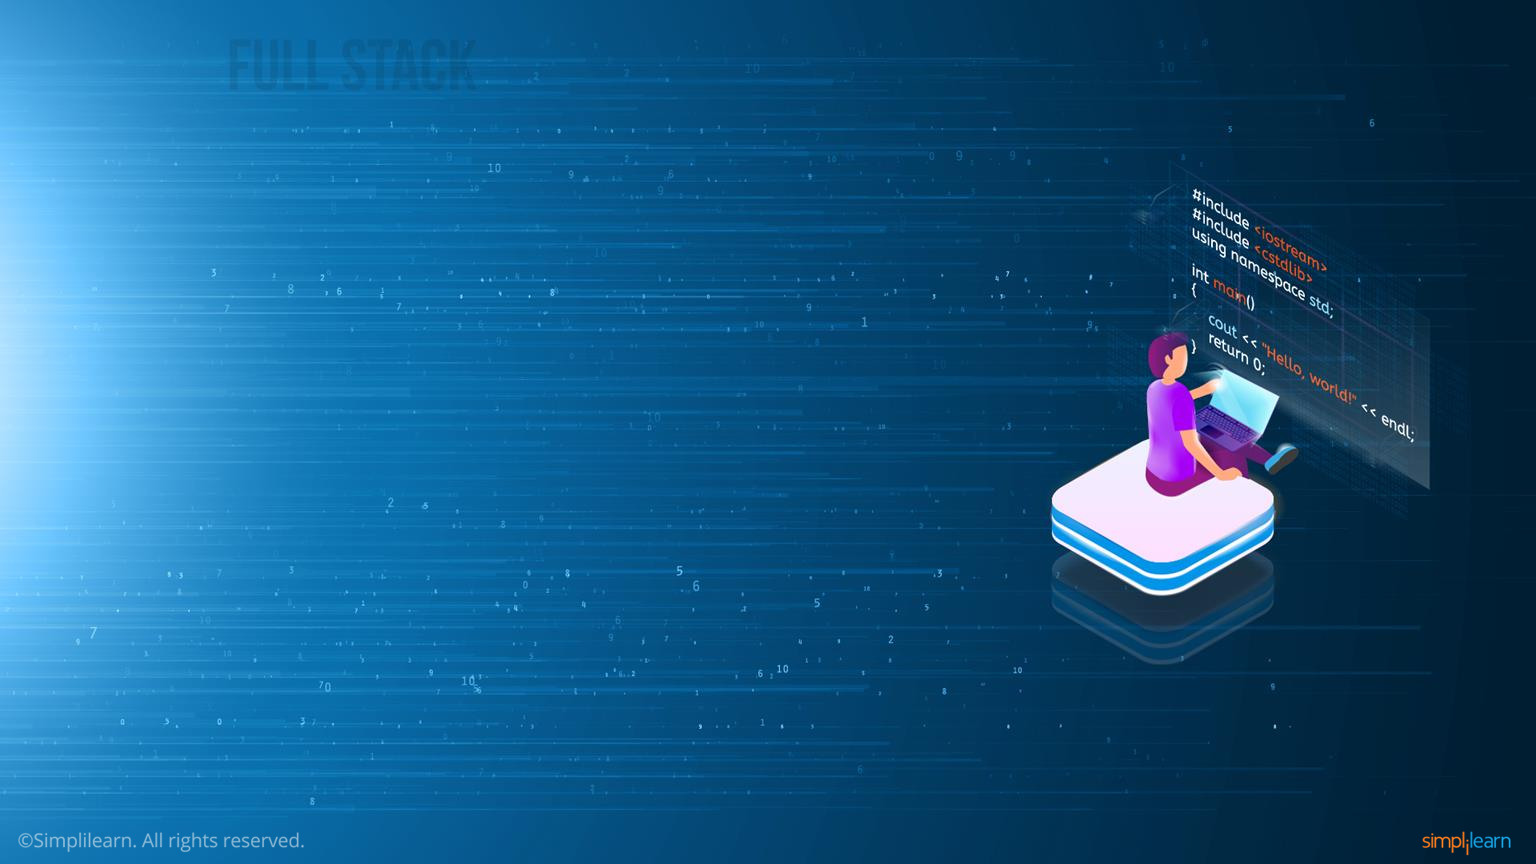 FULL STACK
#include <iostream>
#include <cstdlib>
using namespace std;
int main()
{
cout << "Hello, world!" << endl;
return 0;
}
©Simplilearn. All rights reserved.
simplilearn